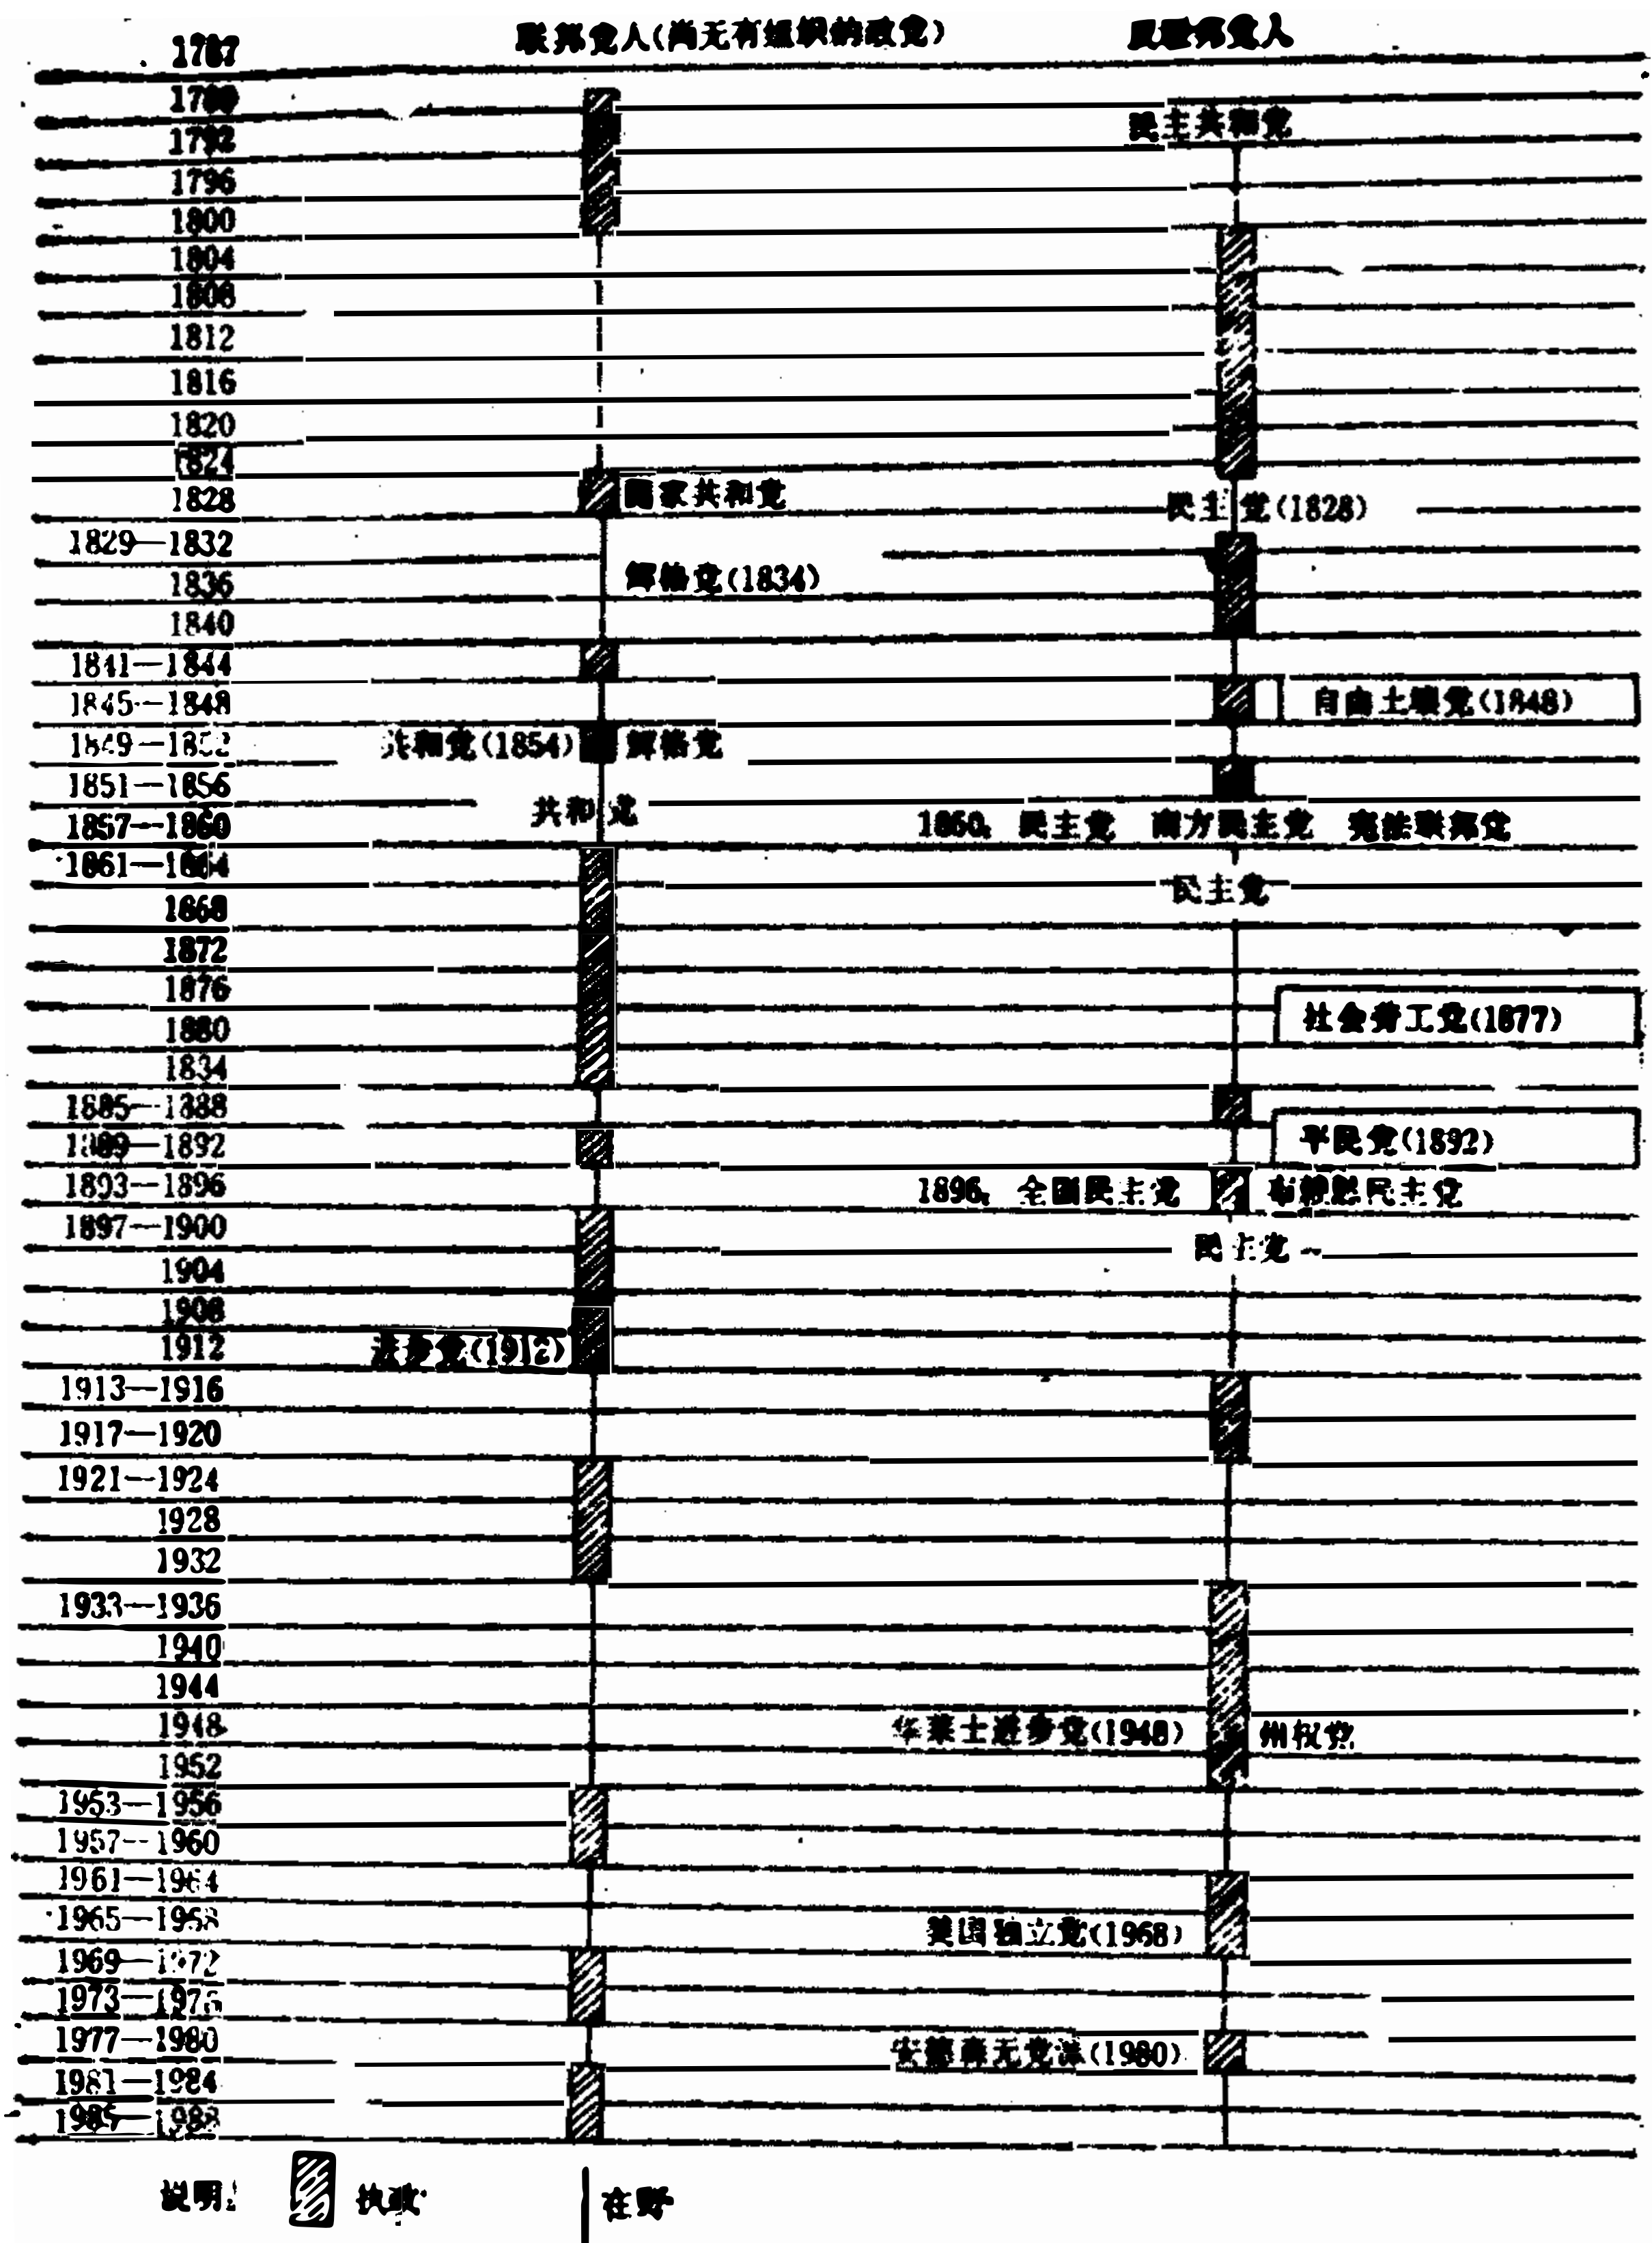 1787 联邦党人(尚无有组织的政党) 反联邦党人
1792 民主共和党
1796
1800
1804
1808
1812
1816
1820
1824
1828 国家共和党 民主党(1828)
1829—1832
1836 辉格党(1834)
1840
1841—1844
1845—1848 自由土壤党(1848)
1849—1852 共和党(1854) 辉格党
1851—1856
1857—1860 共和党 1860: 民主党 南方民主党 宪法联邦党
1861—1864 民主党
1868
1872
1876
1880 社会劳工党(1877)
1884
1885—1888
1889—1892 平民党(1892)
1893—1896 1896: 全国民主党 布赖恩民主党
1897—1900 民主党
1904
1908
1912 进步党(1912)
1913—1916
1917—1920
1921—1924
1928
1932
1933—1936
1940
1944
1948 华莱士进步党(1948) 州权党
1952
1953—1956
1957—1960
1961—1964
1965—1968 美国独立党(1968)
1969—1972
1973—1976
1977—1980 安德森无党派(1980)
1981—1984
1985—1988
说明: 执政 在野